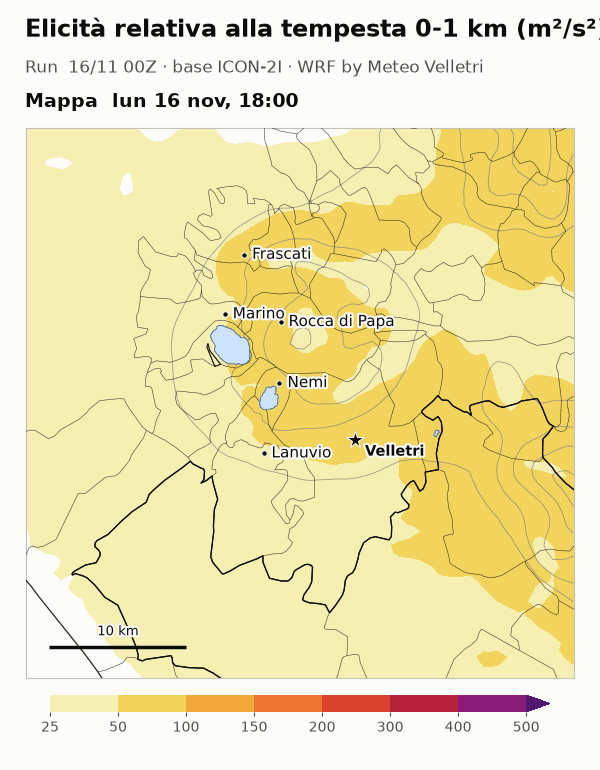 Elicità relativa alla tempesta 0-1 km (m²/s²)
Run  16/11 00Z · base ICON-2I · WRF by Meteo Velletri
Mappa  lun 16 nov, 18:00
Frascati
Marino
Rocca di Papa
Nemi
Velletri
Lanuvio
10 km
25 50 100 150 200 300 400 500